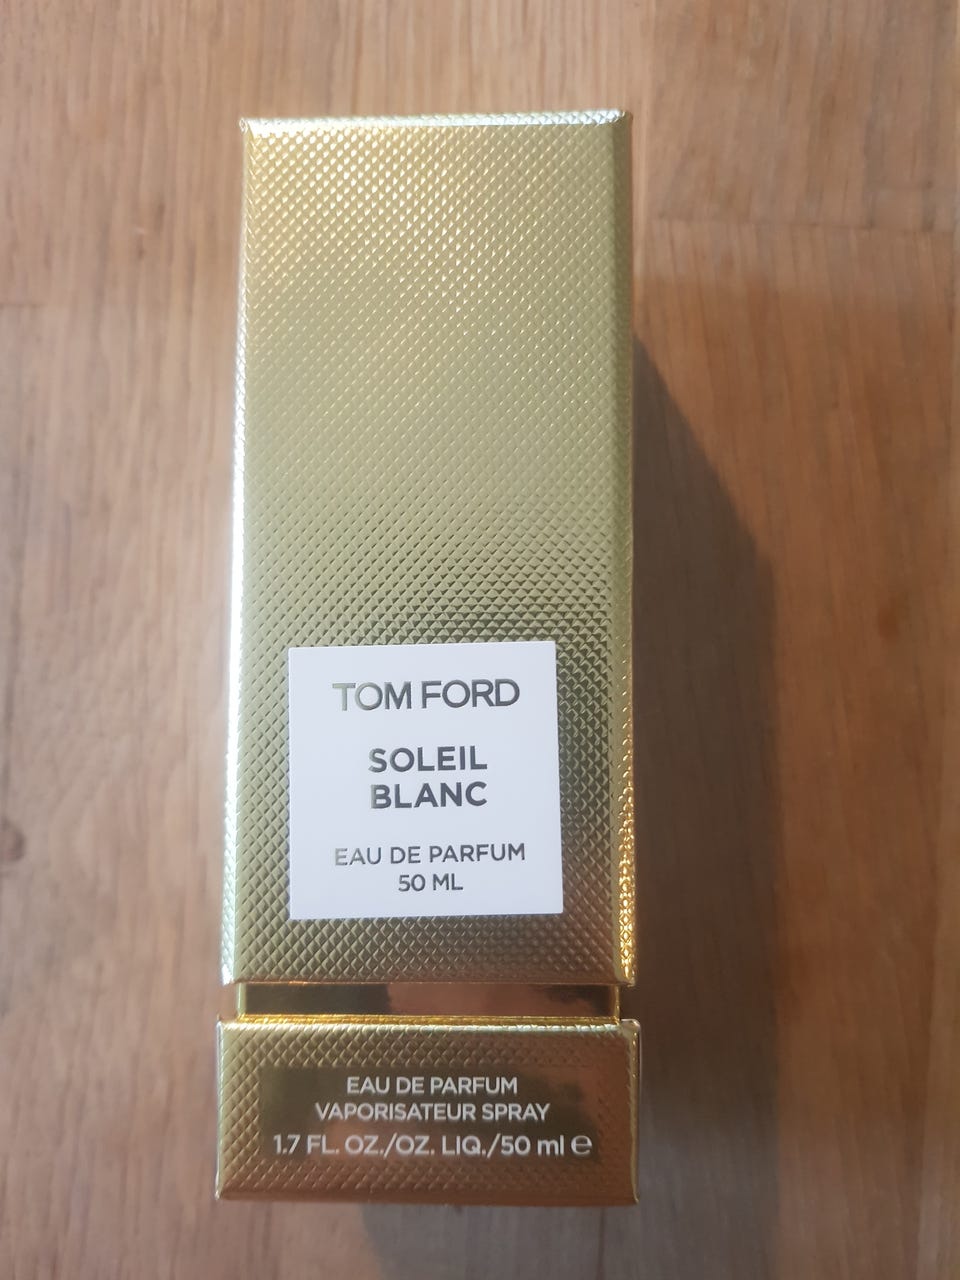 TOM FORD
SOLEIL
BLANC
EAU DE PARFUM
50 ML
EAU DE PARFUM
VAPORISATEUR SPRAY
1.7 FL. OZ./OZ. LIQ./50 ml ℮